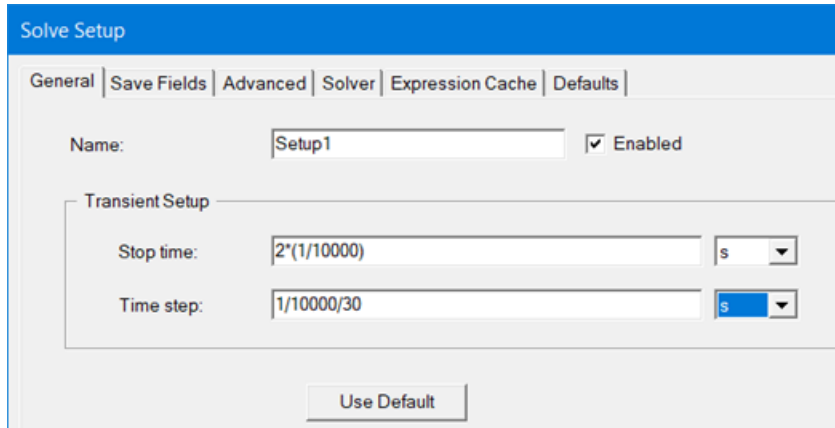 Solve Setup
General Save Fields Advanced Solver Expression Cache Defaults
Name: Setup1 Enabled
Transient Setup
Stop time: 2*(1/10000) s
Time step: 1/10000/30 s
Use Default